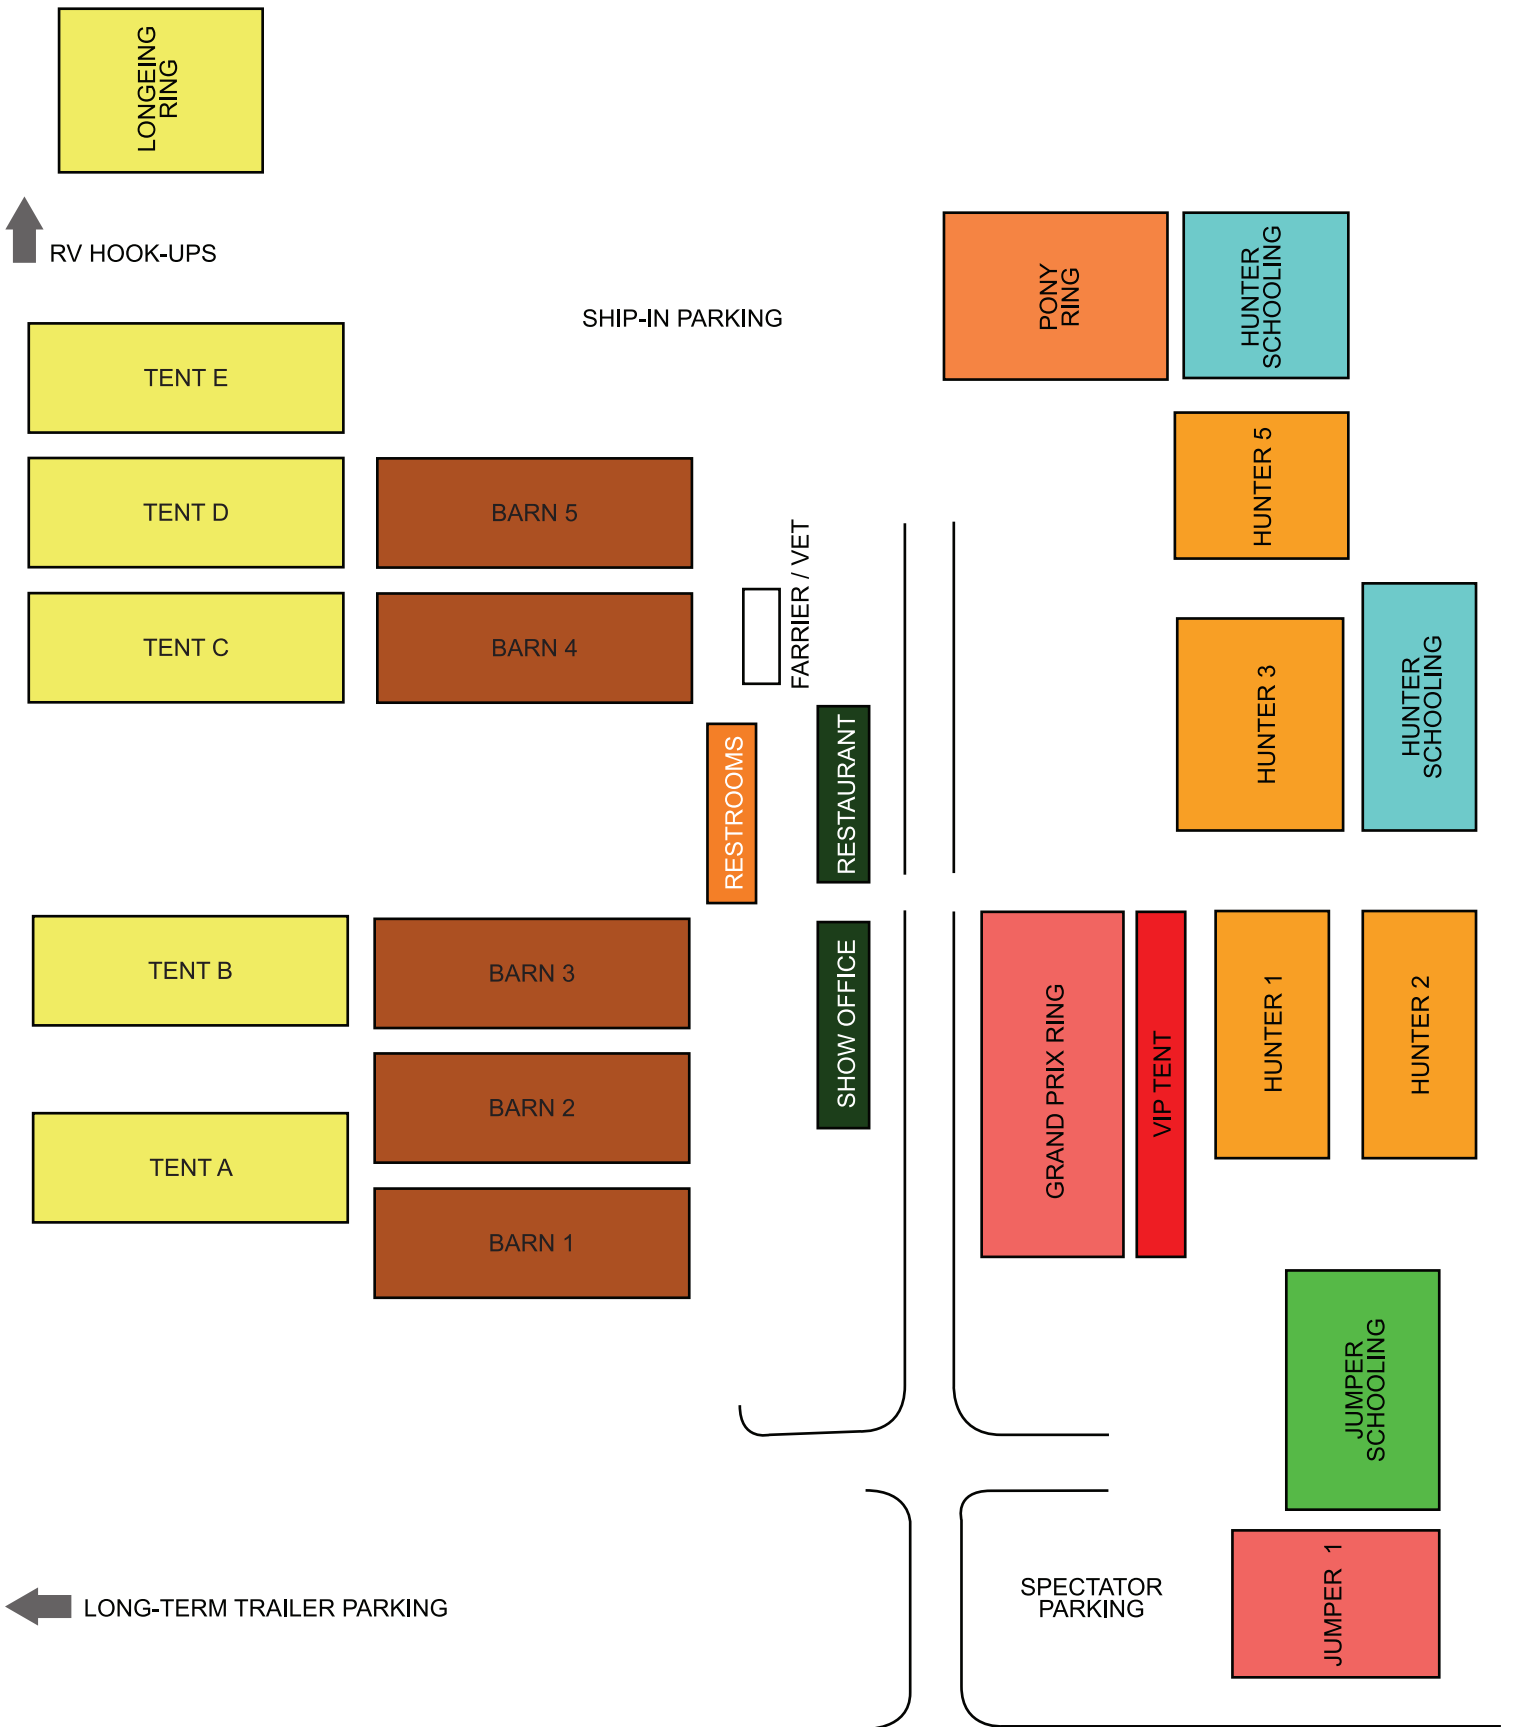 LONGEING
RING
RV HOOK-UPS
SHIP-IN PARKING
PONY
RING
HUNTER
SCHOOLING
TENT E
HUNTER 5
TENT D
BARN 5
FARRIER / VET
TENT C
BARN 4
HUNTER 3
HUNTER
SCHOOLING
RESTROOMS
RESTAURANT
TENT B
BARN 3
SHOW OFFICE
GRAND PRIX RING
VIP TENT
HUNTER 1
HUNTER 2
BARN 2
TENT A
BARN 1
JUMPER
SCHOOLING
LONG-TERM TRAILER PARKING
SPECTATOR
PARKING
JUMPER 1